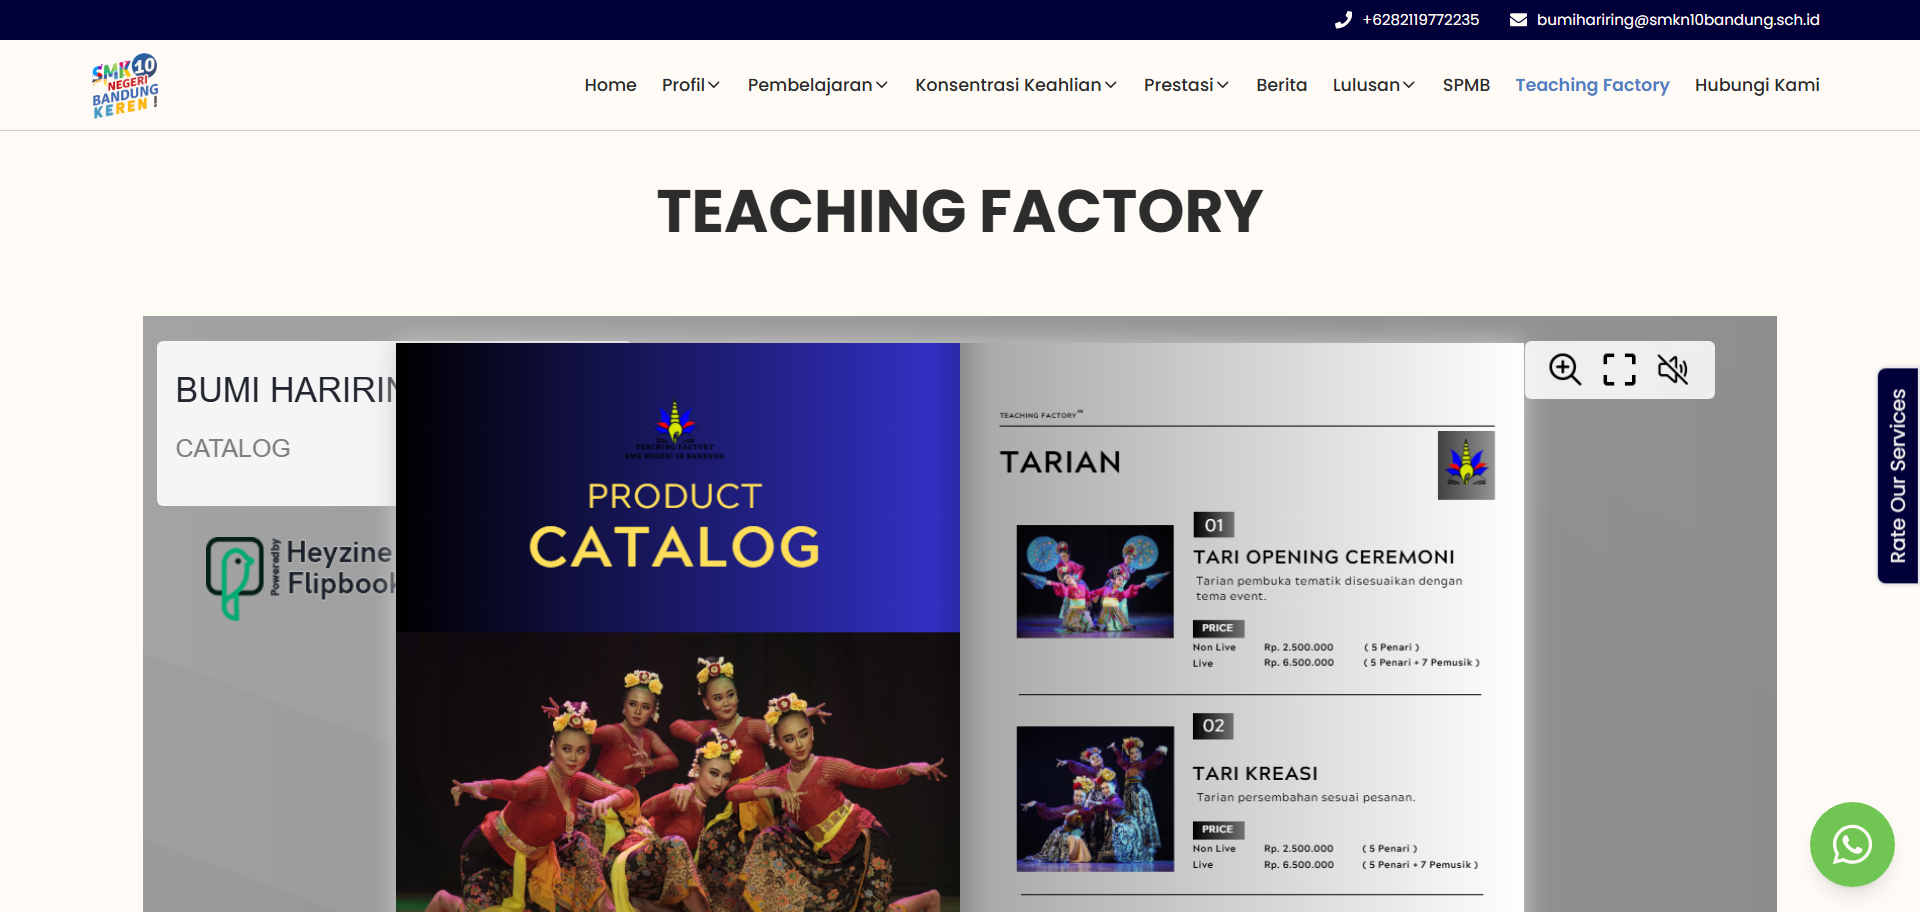 +6282119772235 bumihariring@smkn10bandung.sch.id
SMK 10
NEGERI
BANDUNG
KEREN !
Home Profil Pembelajaran Konsentrasi Keahlian Prestasi Berita Lulusan SPMB Teaching Factory Hubungi Kami
TEACHING FACTORY
BUMI HARIRIN
CATALOG
Powered by
Heyzine
Flipbook
TEACHING FACTORY
SMK NEGERI 10 BANDUNG
PRODUCT
CATALOG
TEACHING FACTORY
TARIAN
01
TARI OPENING CEREMONI
Tarian pembuka tematik disesuaikan dengan
tema event.
PRICE
Non Live Rp. 2.500.000 ( 5 Penari )
Live Rp. 6.500.000 ( 5 Penari + 7 Pemusik )
02
TARI KREASI
Tarian persembahan sesuai pesanan.
PRICE
Non Live Rp. 2.500.000 ( 5 Penari )
Live Rp. 6.500.000 ( 5 Penari + 7 Pemusik )
Rate Our Services